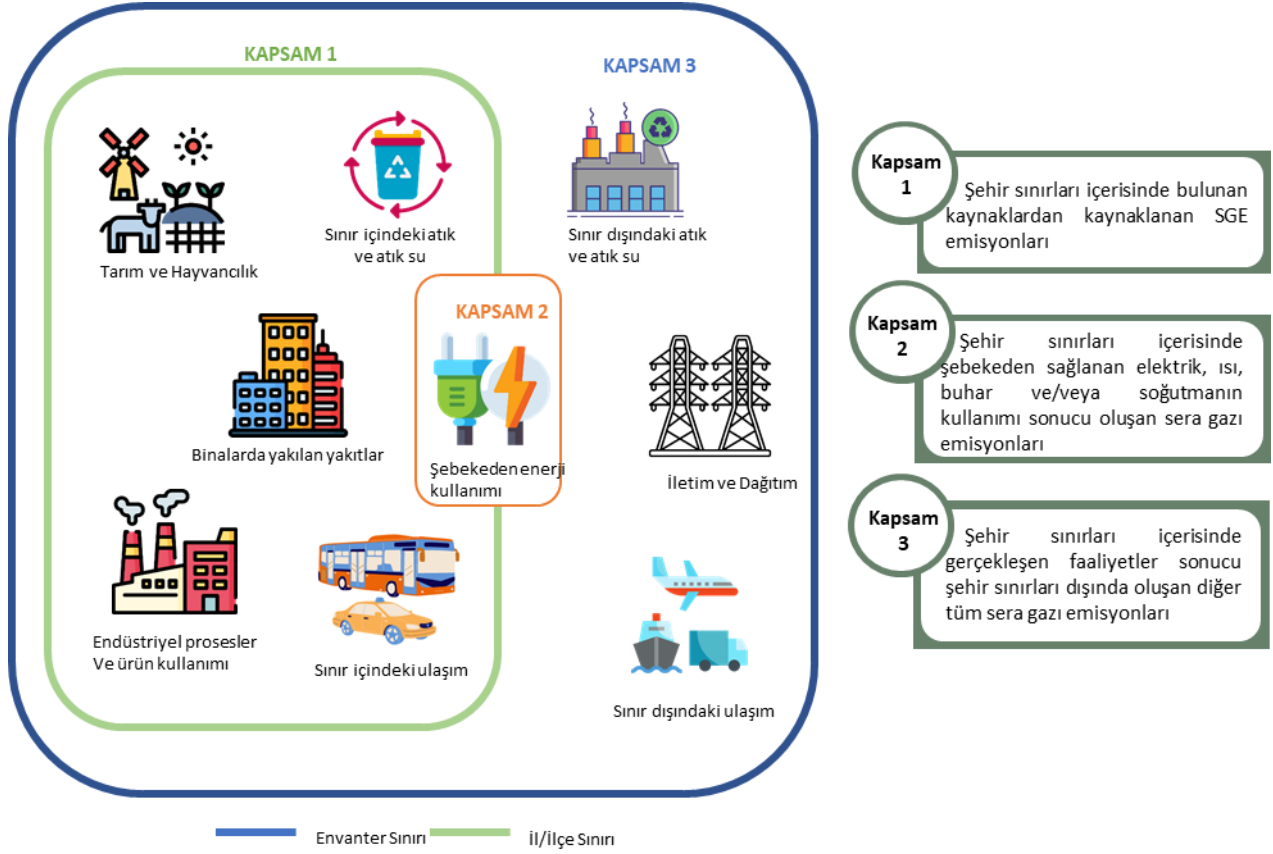 KAPSAM 1
KAPSAM 3
Tarım ve Hayvancılık
Sınır içindeki atık
ve atık su
Sınır dışındaki atık
ve atık su
KAPSAM 2
Binalarda yakılan yakıtlar
Şebekeden enerji
kullanımı
İletim ve Dağıtım
Endüstriyel prosesler
Ve ürün kullanımı
Sınır içindeki ulaşım
Sınır dışındaki ulaşım
Envanter Sınırı
İl/İlçe Sınırı
Kapsam
1
Şehir sınırları içerisinde bulunan
kaynaklardan kaynaklanan SGE
emisyonları
Kapsam
2
Şehir sınırları içerisinde
şebekeden sağlanan elektrik, ısı,
buhar ve/veya soğutmanın
kullanımı sonucu oluşan sera gazı
emisyonları
Kapsam
3
Şehir sınırları içerisinde
gerçekleşen faaliyetler sonucu
şehir sınırları dışında oluşan diğer
tüm sera gazı emisyonları